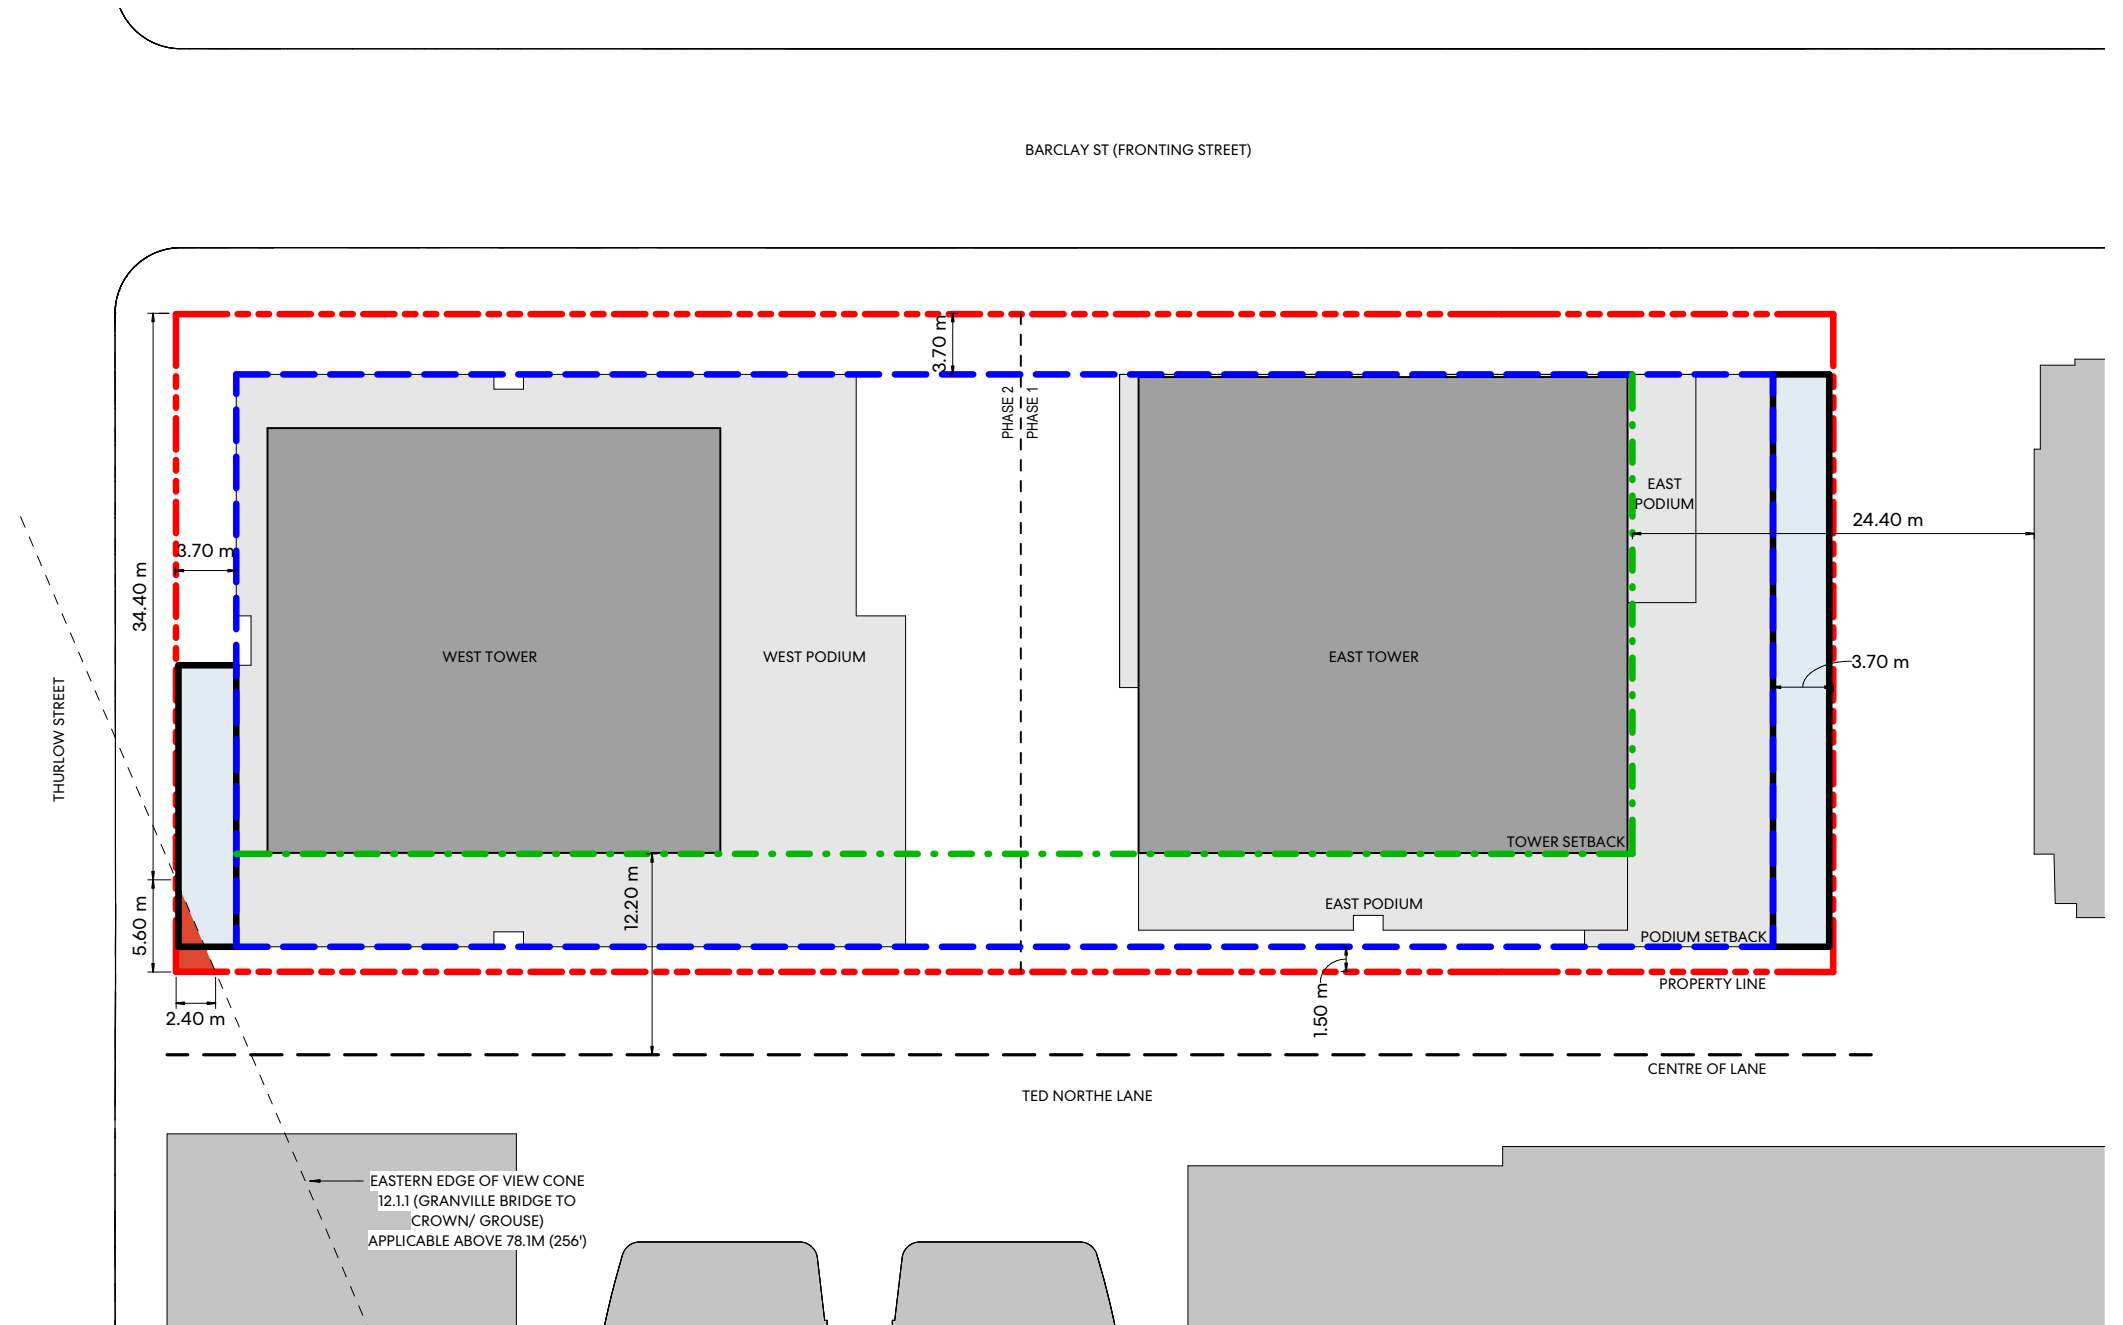 BARCLAY ST (FRONTING STREET)
3.70 m
PHASE 2
PHASE 1
EAST
PODIUM
24.40 m
3.70 m
34.40 m
WEST TOWER
WEST PODIUM
EAST TOWER
3.70 m
THURLOW STREET
TOWER SETBACK
12.20 m
EAST PODIUM
5.60 m
PODIUM SETBACK
PROPERTY LINE
1.50 m
2.40 m
CENTRE OF LANE
TED NORTHE LANE
EASTERN EDGE OF VIEW CONE
12.1.1 (GRANVILLE BRIDGE TO
CROWN/ GROUSE)
APPLICABLE ABOVE 78.1M (256')